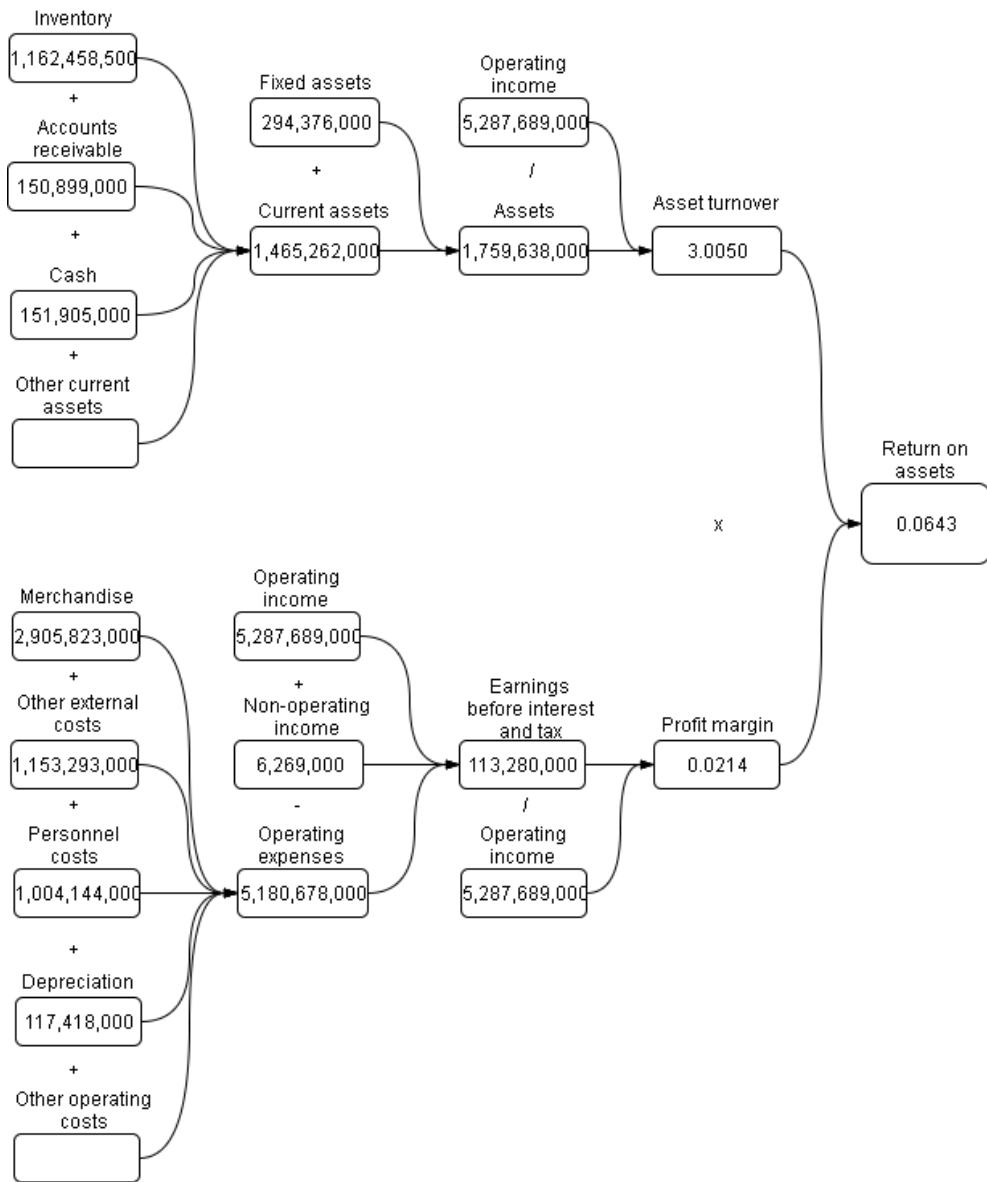 Inventory
1,162,458,500
+
Accounts
receivable
150,899,000
+
Cash
151,905,000
+
Other current
assets
Fixed assets
294,376,000
+
Current assets
1,465,262,000
Operating
income
5,287,689,000
/
Assets
1,759,638,000
Asset turnover
3.0050
x
Return on
assets
0.0643
Merchandise
2,905,823,000
+
Other external
costs
1,153,293,000
+
Personnel
costs
1,004,144,000
+
Depreciation
117,418,000
+
Other operating
costs
Operating
income
5,287,689,000
+
Non-operating
income
6,269,000
-
Operating
expenses
5,180,678,000
Earnings
before interest
and tax
113,280,000
/
Operating
income
5,287,689,000
Profit margin
0.0214